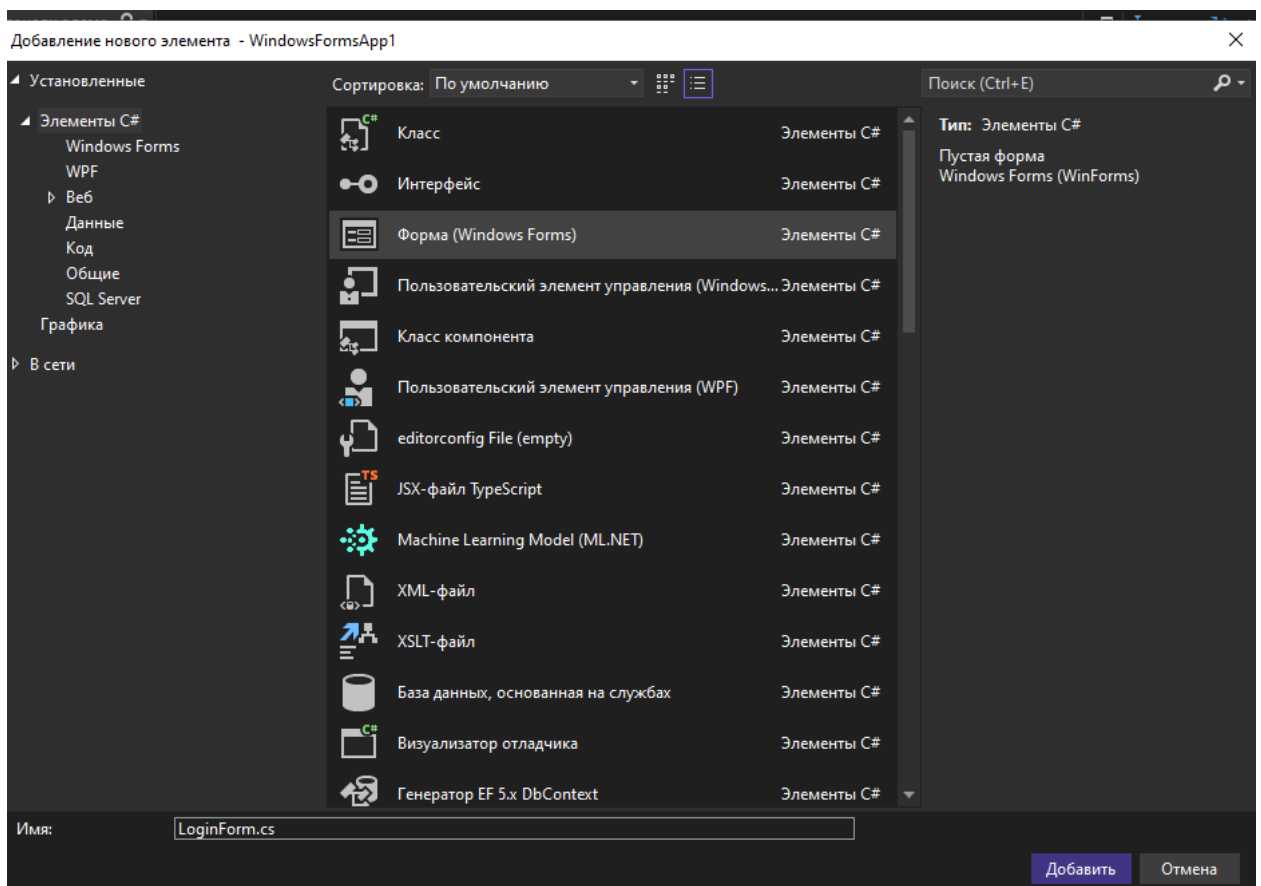 Добавление нового элемента - WindowsFormsApp1
Установленные
Сортировка: По умолчанию
Поиск (Ctrl+E)
Элементы C#
Windows Forms
WPF
Веб
Данные
Код
Общие
SQL Server
Графика
В сети
Класс Элементы C#
Интерфейс Элементы C#
Форма (Windows Forms) Элементы C#
Пользовательский элемент управления (Windows... Элементы C#
Класс компонента Элементы C#
Пользовательский элемент управления (WPF) Элементы C#
editorconfig File (empty) Элементы C#
JSX-файл TypeScript Элементы C#
Machine Learning Model (ML.NET) Элементы C#
XML-файл Элементы C#
XSLT-файл Элементы C#
База данных, основанная на службах Элементы C#
Визуализатор отладчика Элементы C#
Генератор EF 5.x DbContext Элементы C#
Тип: Элементы C#
Пустая форма
Windows Forms (WinForms)
Имя: LoginForm.cs
Добавить Отмена